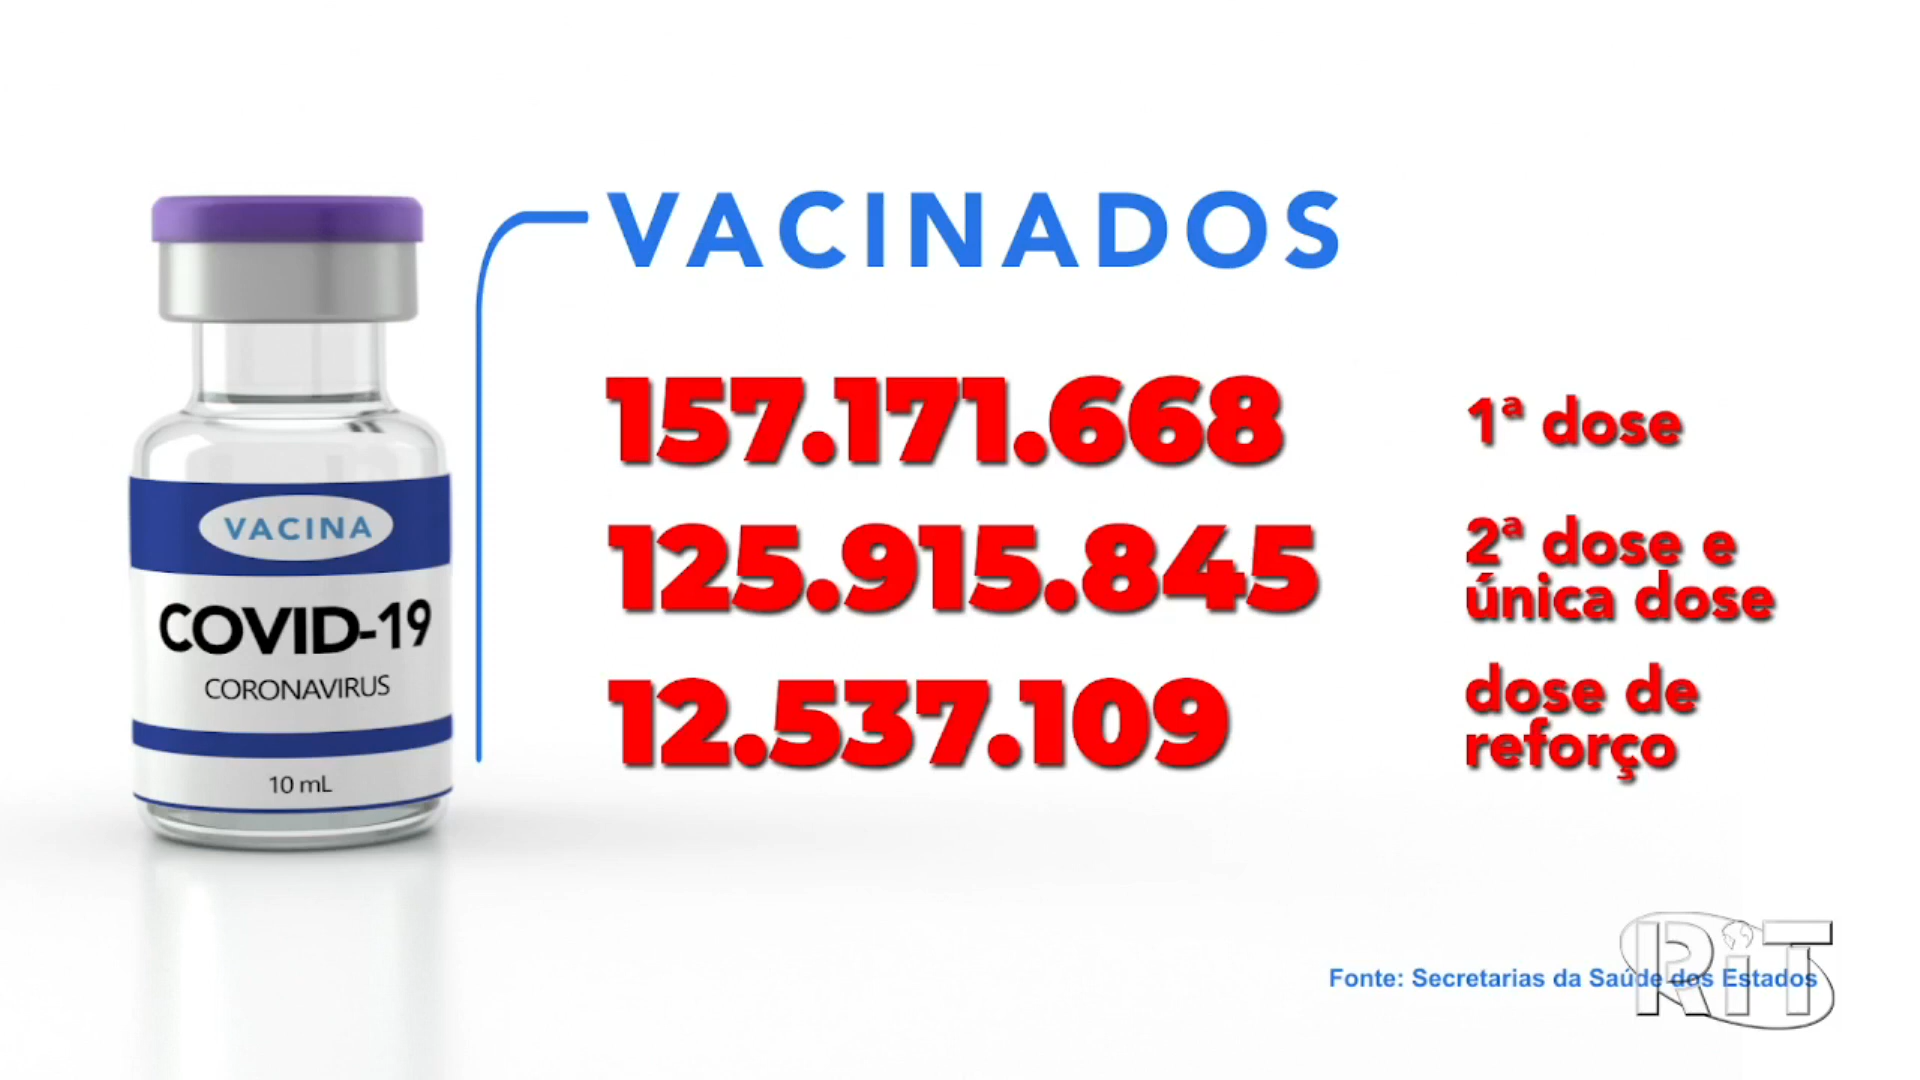 VACINADOS
157.171.668
1ª dose
125.915.845
2ª dose e
única dose
12.537.109
dose de
reforço
VACINA
COVID-19
CORONAVIRUS
10 mL
Fonte: Secretarias da Saúde dos Estados
RiT